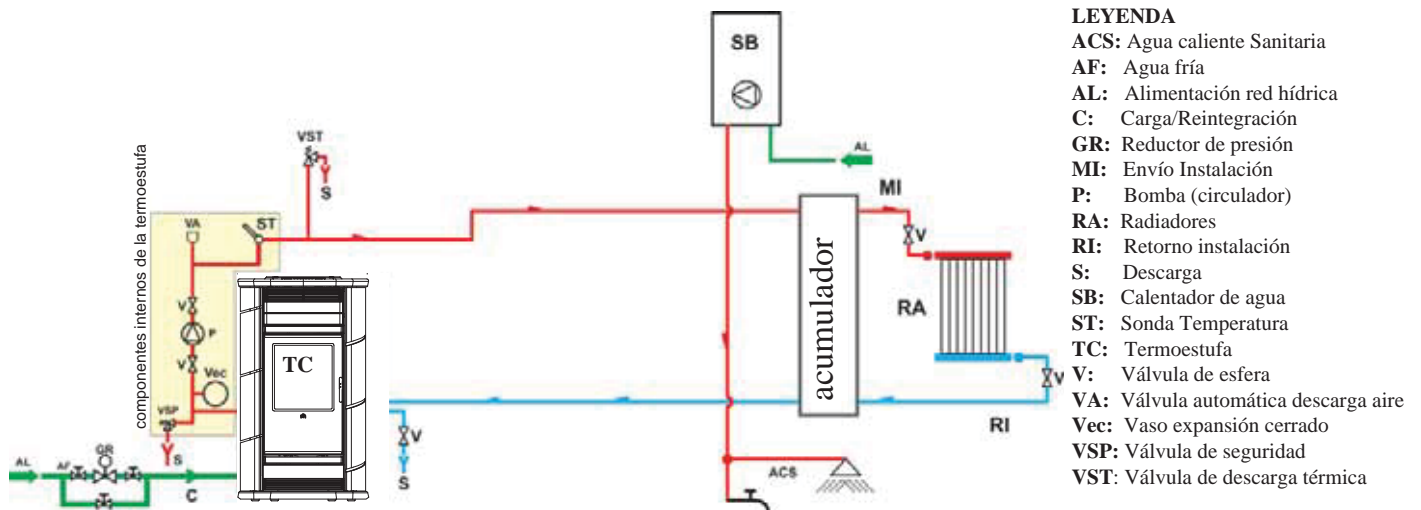 SB
AL
VST
S
componentes internos de la termoestufa
VA
ST
V
P
V
Vec
VSP
S
TC
AL
AF
GR
C
V
S
acumulador
MI
V
RA
V
RI
ACS
LEYENDA
ACS: Agua caliente Sanitaria
AF: Agua fría
AL: Alimentación red hídrica
C: Carga/Reintegración
GR: Reductor de presión
MI: Envío Instalación
P: Bomba (circulador)
RA: Radiadores
RI: Retorno instalación
S: Descarga
SB: Calentador de agua
ST: Sonda Temperatura
TC: Termoestufa
V: Válvula de esfera
VA: Válvula automática descarga aire
Vec: Vaso expansión cerrado
VSP: Válvula de seguridad
VST: Válvula de descarga térmica